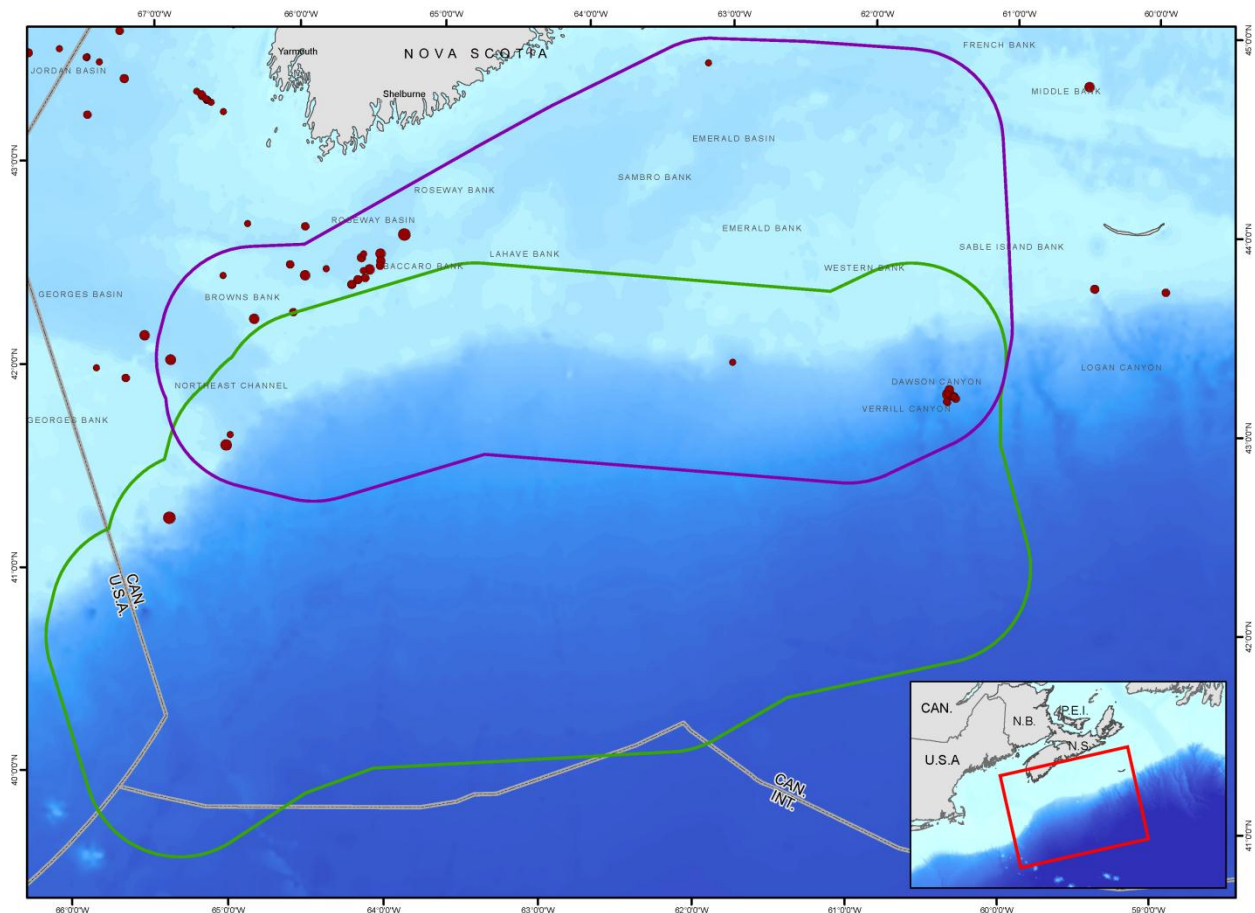 67°0'0"W 66°0'0"W 65°0'0"W 64°0'0"W 63°0'0"W 62°0'0"W 61°0'0"W 60°0'0"W
45°0'0"N
FRENCH BANK
Yarmouth
NOVA SCOTIA
JORDAN BASIN
Shelburne
MIDDLE BANK
EMERALD BASIN
43°0'0"N
SAMBRO BANK
ROSEWAY BANK
ROSEWAY BASIN
EMERALD BANK
44°0'0"N
SABLE ISLAND BANK
LAHAVE BANK
BACCARO BANK
WESTERN BANK
GEORGES BASIN
BROWNS BANK
42°0'0"N
LOGAN CANYON
NORTHEAST CHANNEL
DAWSON CANYON
VERRILL CANYON
GEORGES BANK
43°0'0"N
41°0'0"N
CAN.
U.S.A.
42°0'0"N
CAN.
N.B.
P.E.I.
N.S.
U.S.A
40°0'0"N
CAN.
INT.
41°0'0"N
66°0'0"W 65°0'0"W 64°0'0"W 63°0'0"W 62°0'0"W 61°0'0"W 60°0'0"W 59°0'0"W